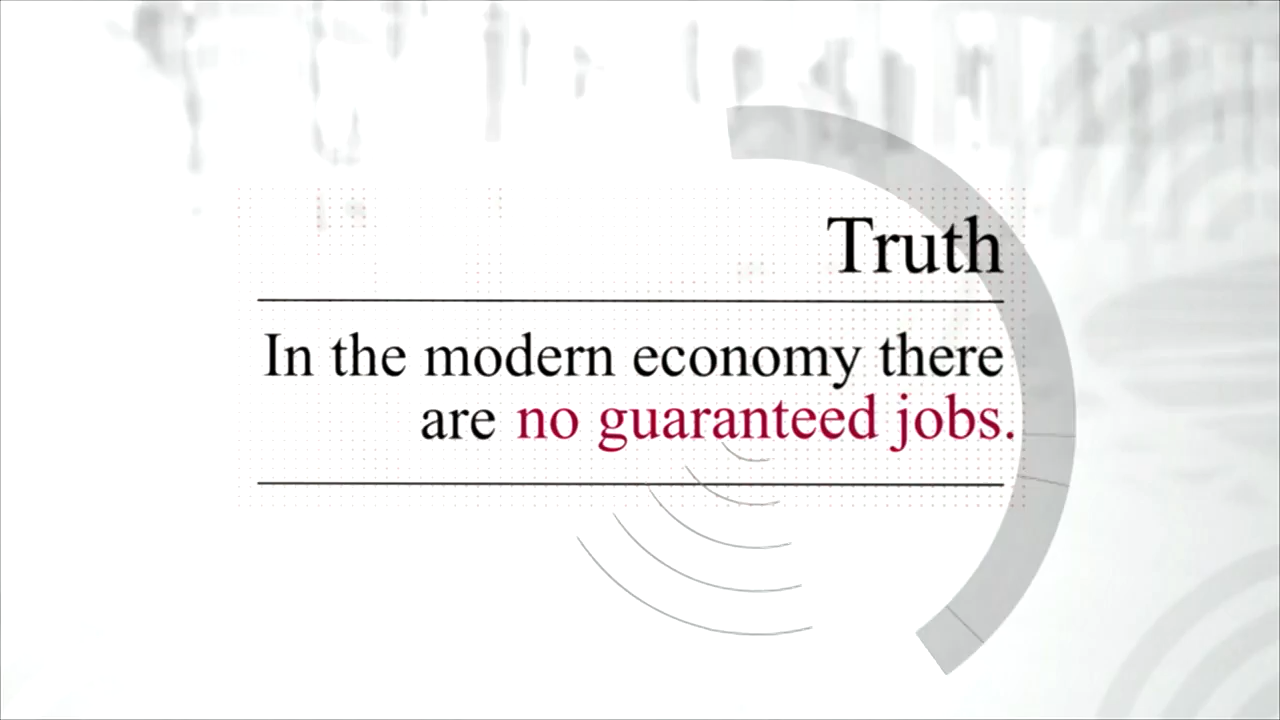 Truth
In the modern economy there
are no guaranteed jobs.